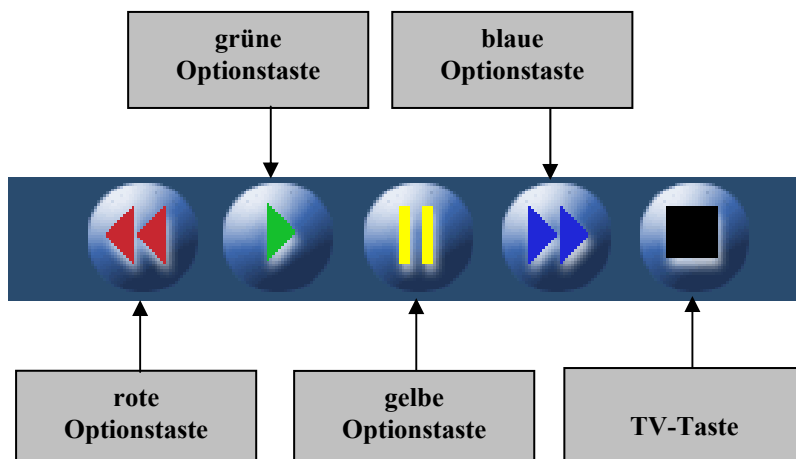 grüne
Optionstaste
blaue
Optionstaste
rote
Optionstaste
gelbe
Optionstaste
TV-Taste